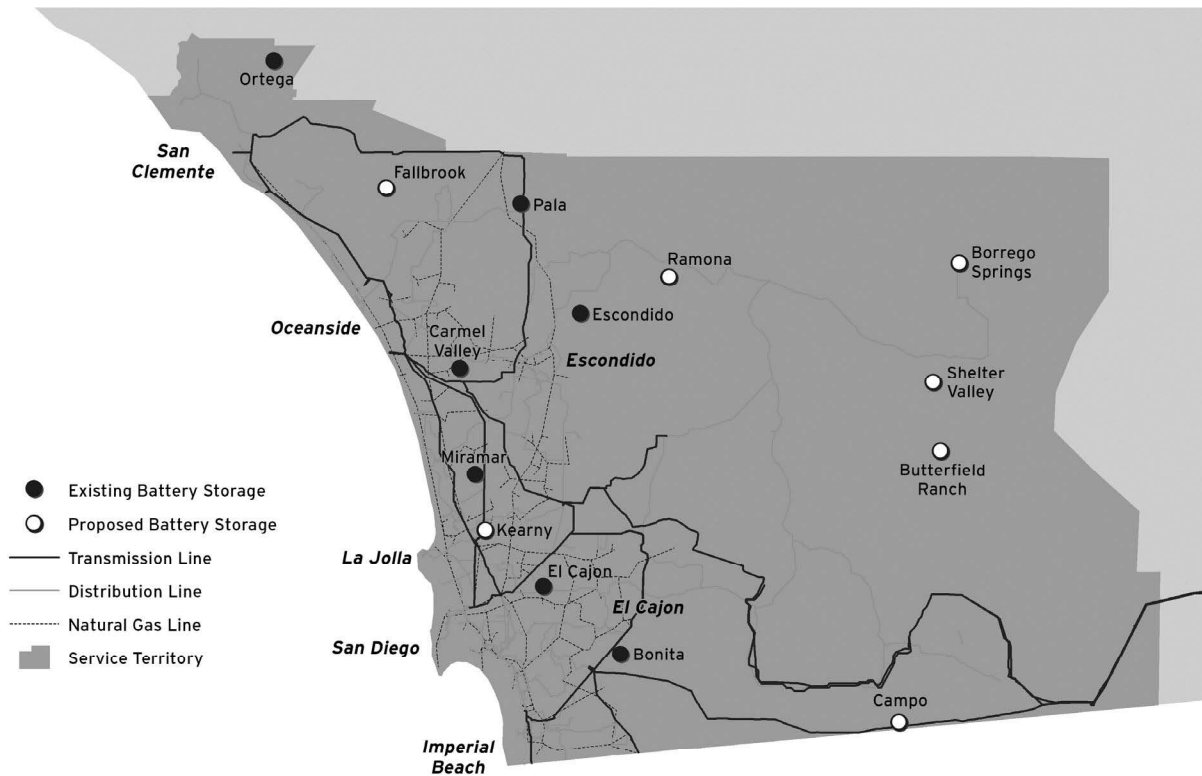 Ortega
San
Clemente
Fallbrook
Pala
Ramona
Borrego
Springs
Oceanside
Escondido
Carmel
Valley
Escondido
Shelter
Valley
Miramar
Butterfield
Ranch
Existing Battery Storage
Proposed Battery Storage
Transmission Line
Distribution Line
Natural Gas Line
Service Territory
Kearny
La Jolla
El Cajon
El Cajon
San Diego
Bonita
Campo
Imperial
Beach